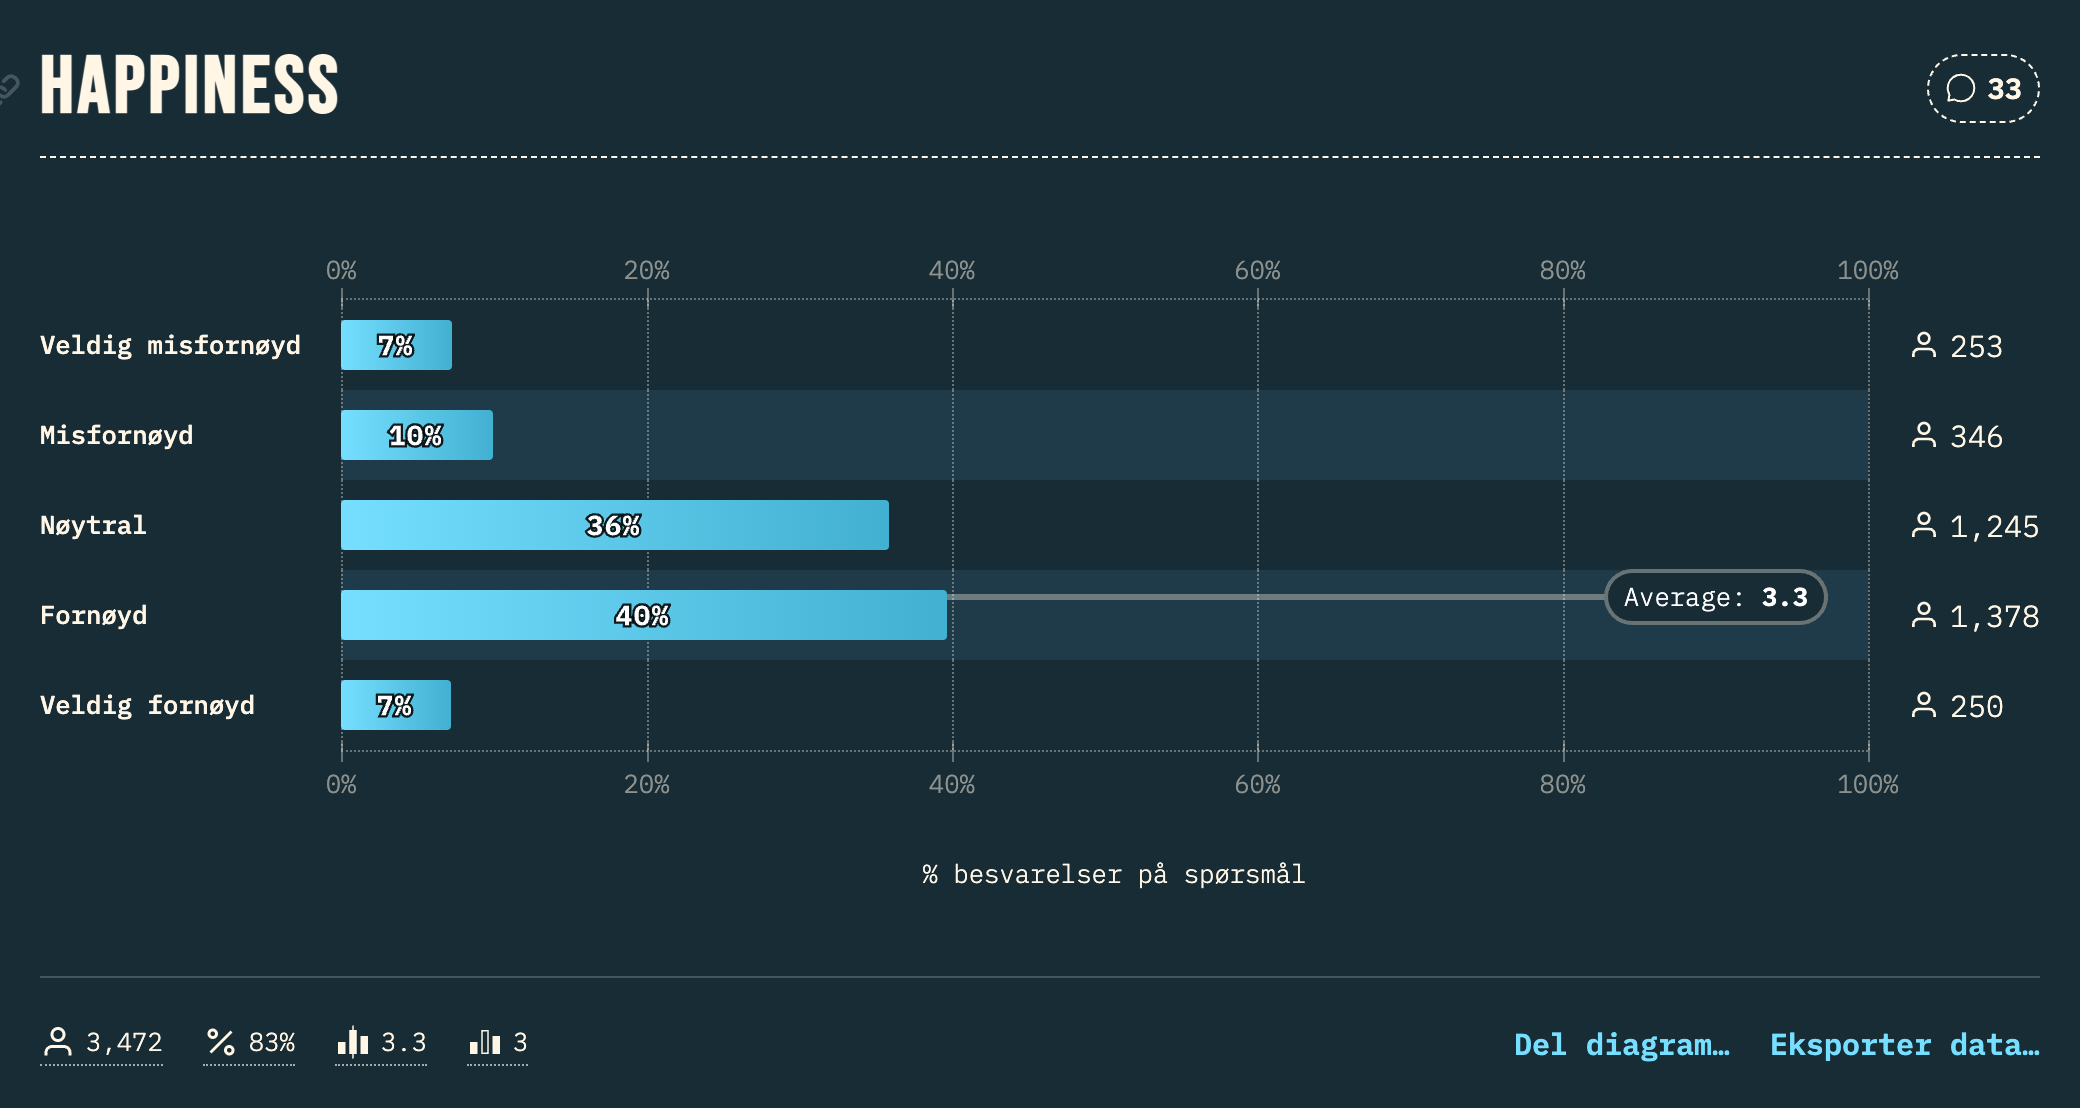 HAPPINESS
33
0% 20% 40% 60% 80% 100%
Veldig misfornøyd 7% 253
Misfornøyd 10% 346
Nøytral 36% 1,245
Average: 3.3
Fornøyd 40% 1,378
Veldig fornøyd 7% 250
0% 20% 40% 60% 80% 100%
% besvarelser på spørsmål
3,472 83% 3.3 3 Del diagram… Eksporter data…